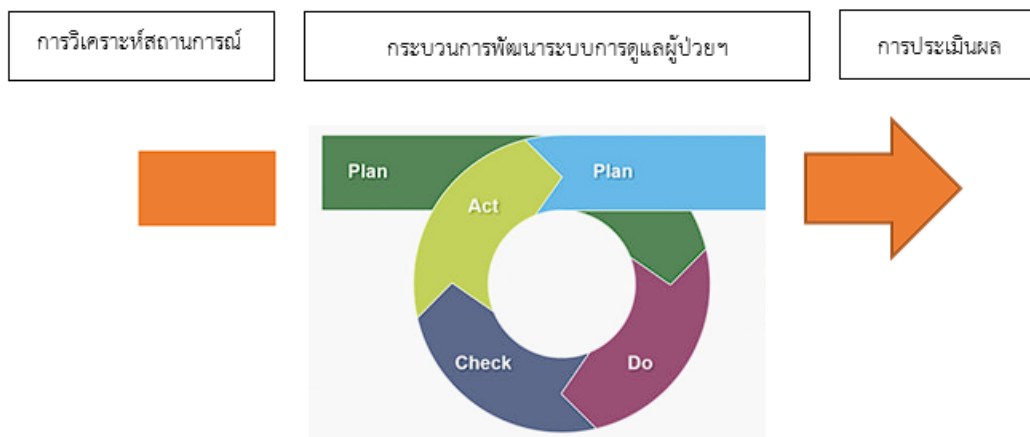 การวิเคราะห์สถานการณ์
กระบวนการพัฒนาระบบการดูแลผู้ป่วยฯ
การประเมินผล
Plan
Plan
Act
Check
Do